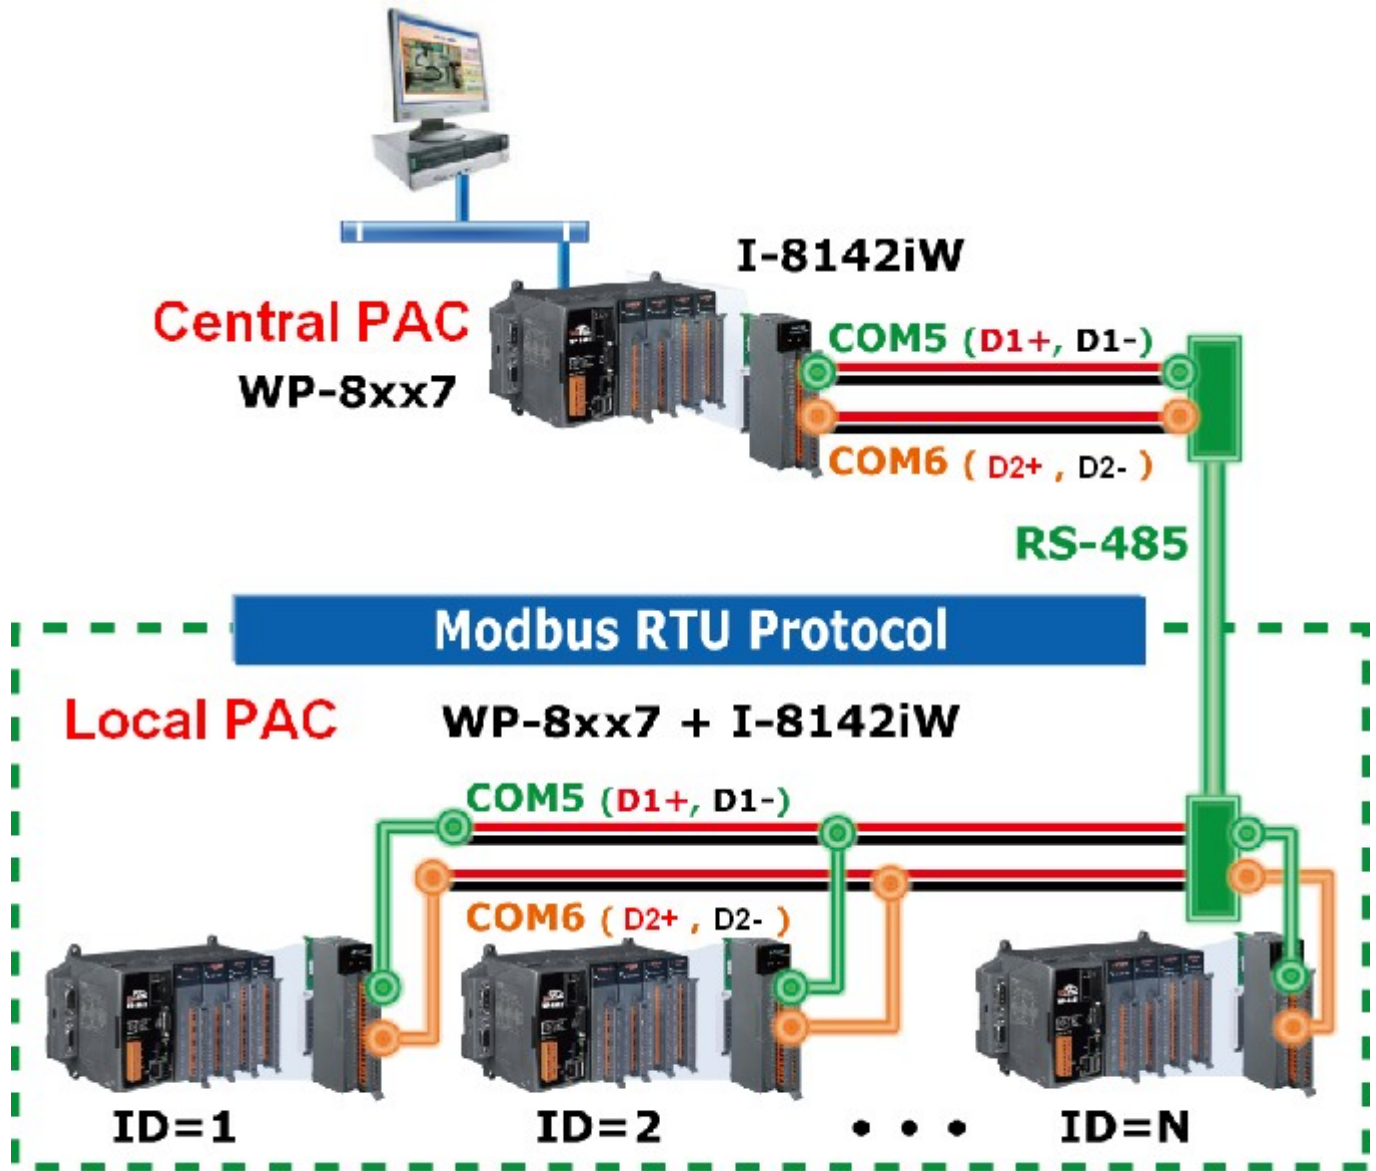 I-8142iW
Central PAC
WP-8xx7
COM5 (D1+, D1-)
COM6 ( D2+ , D2- )
RS-485
Modbus RTU Protocol
Local PAC
WP-8xx7 + I-8142iW
COM5 (D1+, D1-)
COM6 ( D2+ , D2- )
ID=1
ID=2
• • •
ID=N